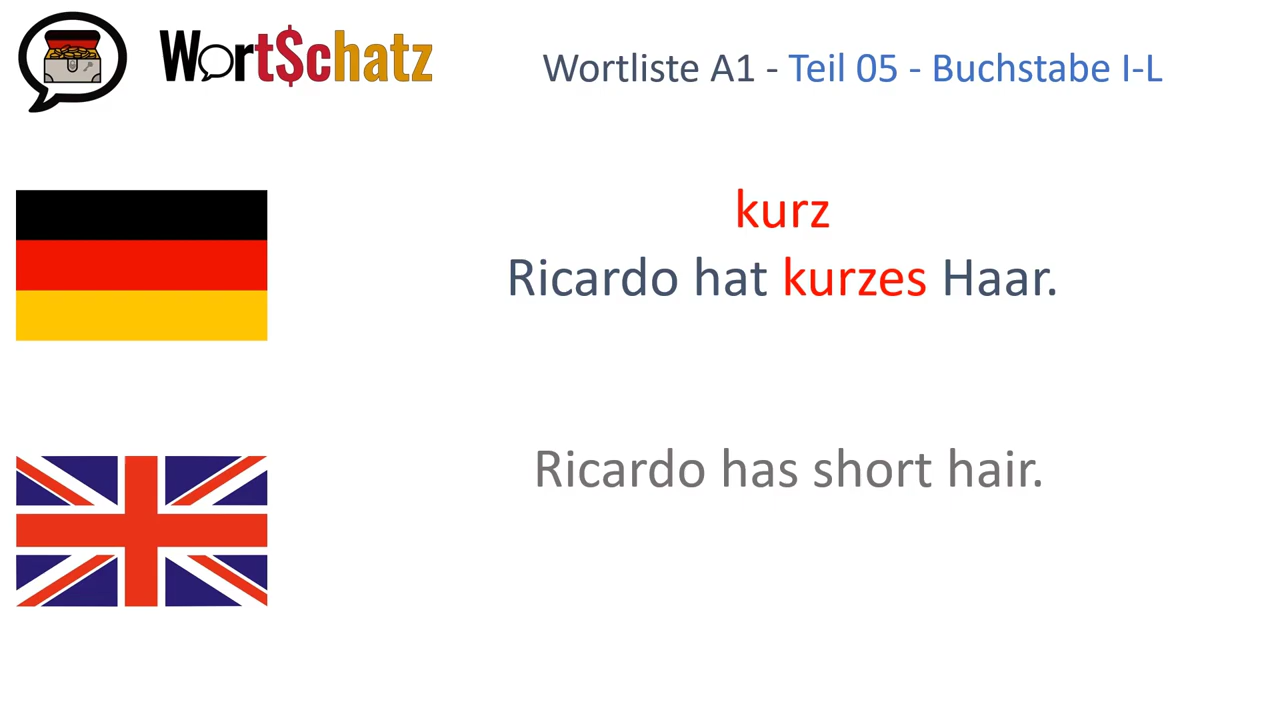 Wort$chatz
Wortliste A1 - Teil 05 - Buchstabe I-L
kurz
Ricardo hat kurzes Haar.
Ricardo has short hair.